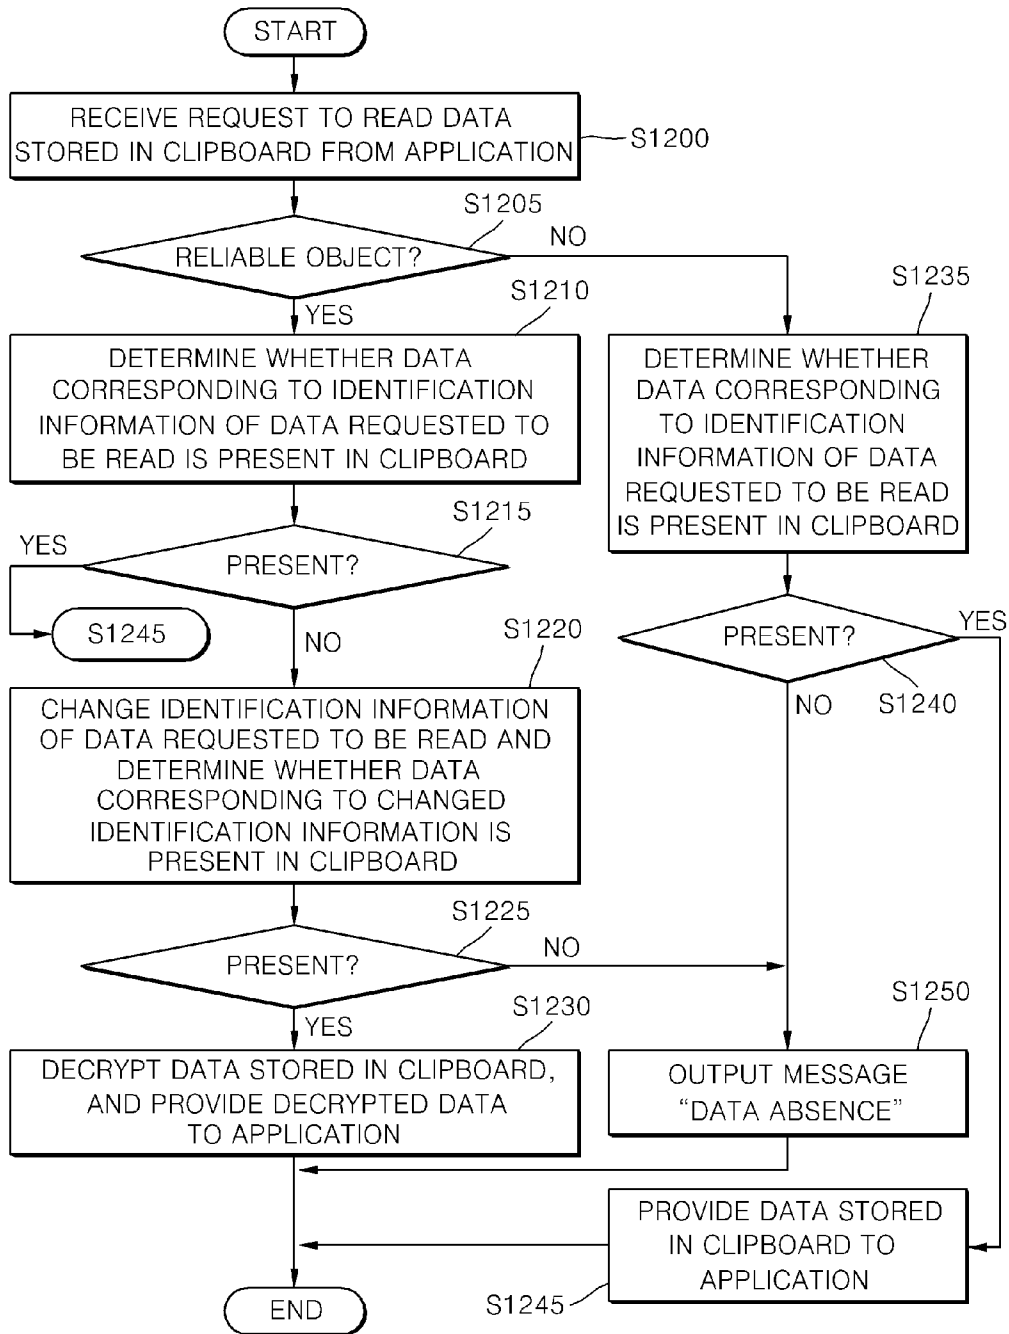 START
RECEIVE REQUEST TO READ DATA
STORED IN CLIPBOARD FROM APPLICATION
S1200
S1205
RELIABLE OBJECT?
NO
YES
S1210
DETERMINE WHETHER DATA
CORRESPONDING TO IDENTIFICATION
INFORMATION OF DATA REQUESTED TO
BE READ IS PRESENT IN CLIPBOARD
S1235
DETERMINE WHETHER
DATA CORRESPONDING
TO IDENTIFICATION
INFORMATION OF DATA
REQUESTED TO BE READ
IS PRESENT IN CLIPBOARD
S1215
YES
PRESENT?
S1245
NO
PRESENT?
YES
S1240
NO
S1220
CHANGE IDENTIFICATION INFORMATION
OF DATA REQUESTED TO BE READ AND
DETERMINE WHETHER DATA
CORRESPONDING TO CHANGED
IDENTIFICATION INFORMATION IS
PRESENT IN CLIPBOARD
S1225
PRESENT?
NO
YES
S1230
DECRYPT DATA STORED IN CLIPBOARD,
AND PROVIDE DECRYPTED DATA
TO APPLICATION
S1250
OUTPUT MESSAGE
“DATA ABSENCE”
PROVIDE DATA STORED
IN CLIPBOARD TO
APPLICATION
S1245
END